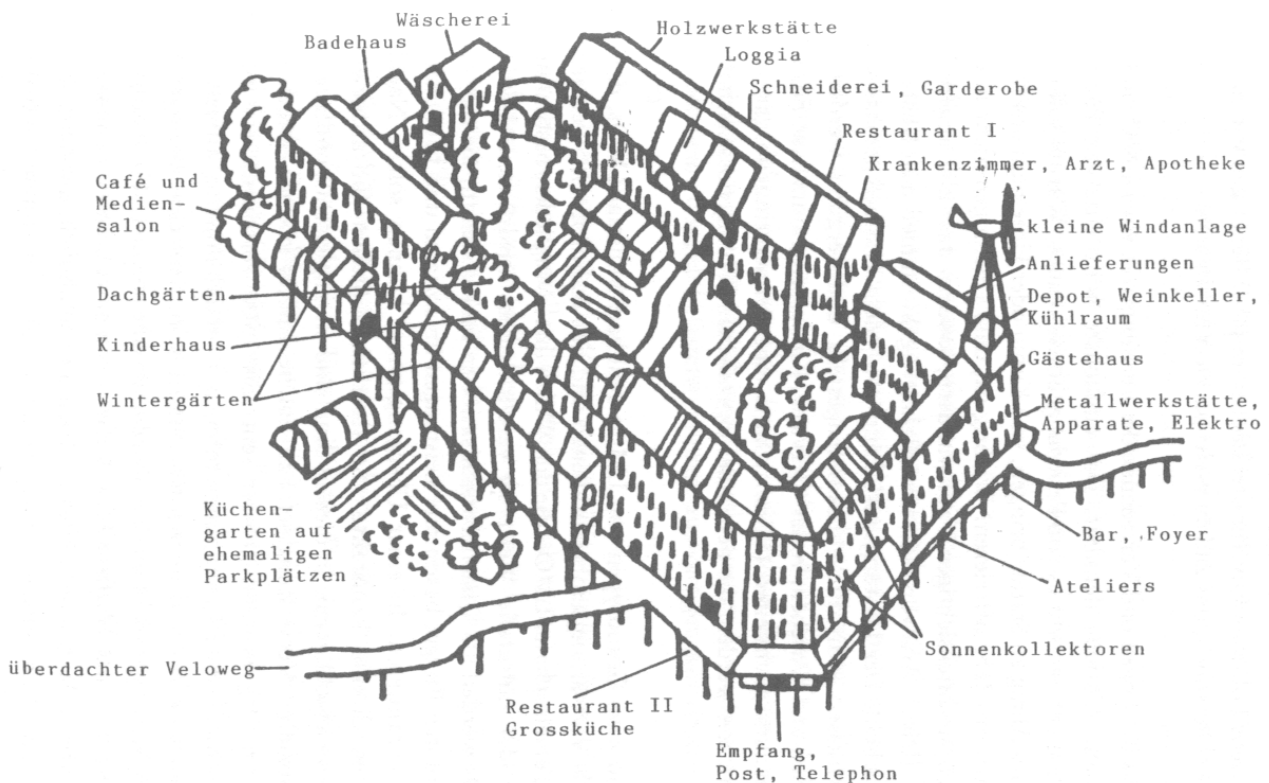 Wäscherei
Badehaus
Holzwerkstätte
Loggia
Schneiderei, Garderobe
Restaurant I
Krankenzimmer, Arzt, Apotheke
Café und
Medien-
salon
kleine Windanlage
Anlieferungen
Dachgärten
Depot, Weinkeller,
Kühlraum
Kinderhaus
Gästehaus
Wintergärten
Metallwerkstätte,
Apparate, Elektro
Küchen-
garten auf
ehemaligen
Parkplätzen
Bar, Foyer
Ateliers
Sonnenkollektoren
überdachter Veloweg
Restaurant II
Grossküche
Empfang,
Post, Telephon